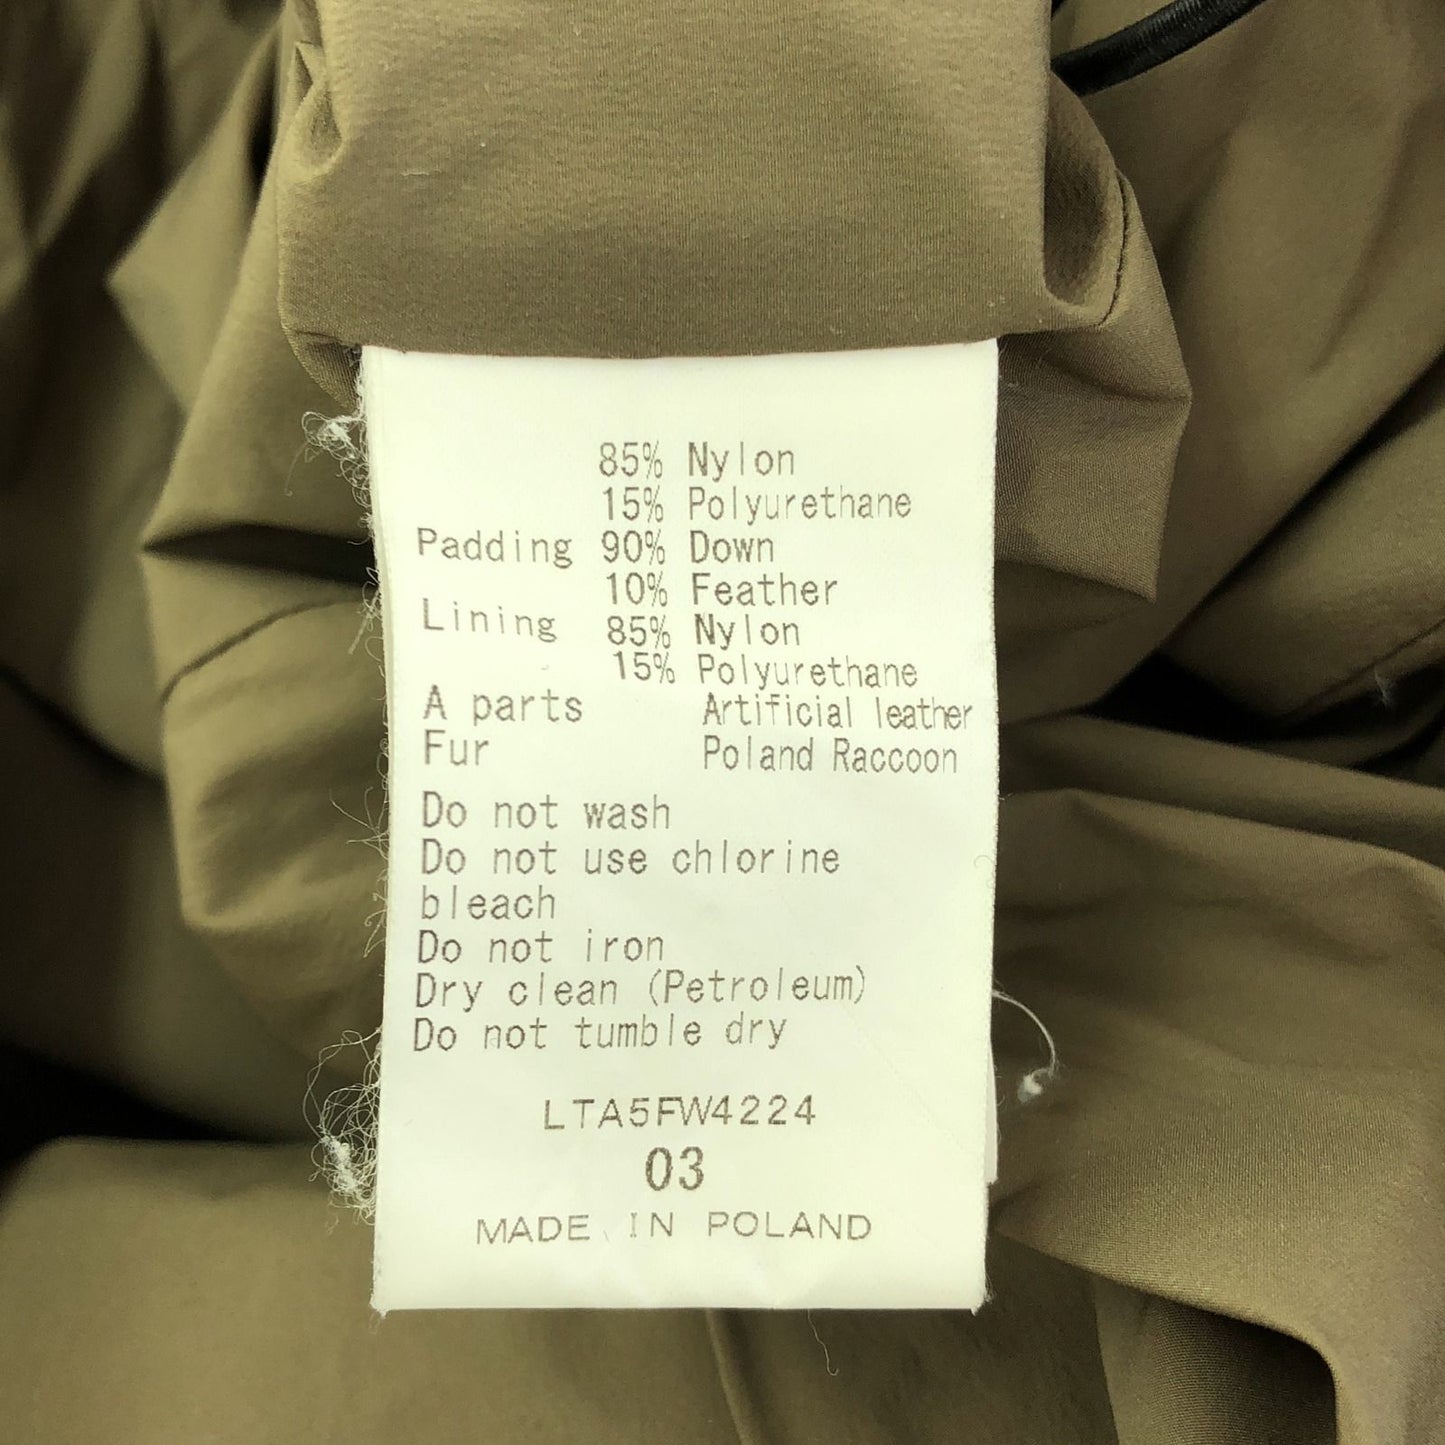 85% Nylon
15% Polyurethane
Padding 90% Down
10% Feather
Lining 85% Nylon
15% Polyurethane
A parts Artificial leather
Fur Poland Raccoon
Do not wash
Do not use chlorine
bleach
Do not iron
Dry clean (Petroleum)
Do not tumble dry
LTA5FW4224
03
MADE IN POLAND